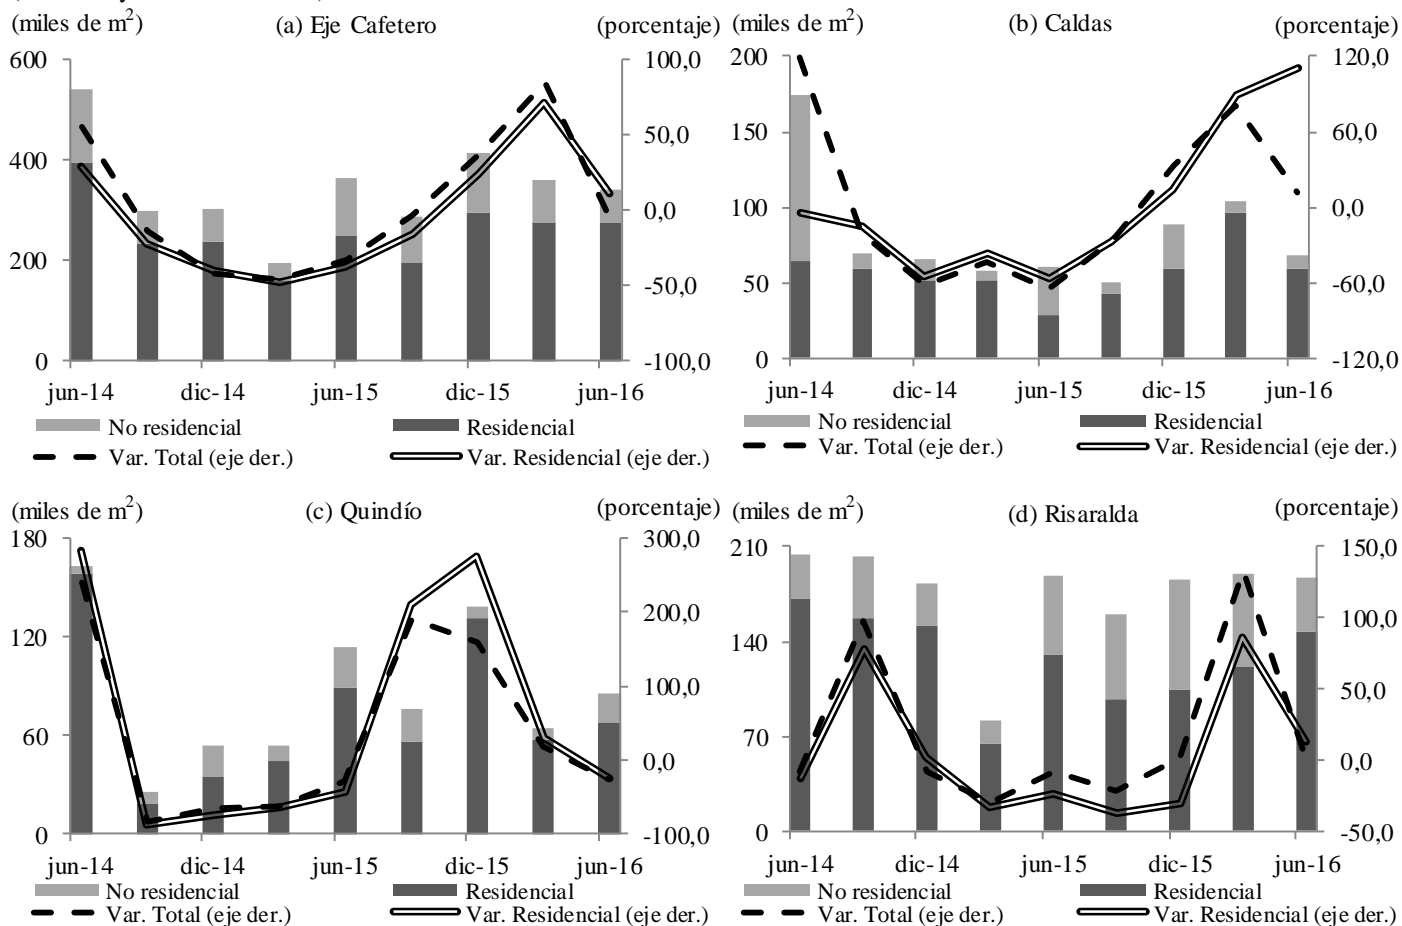 (miles de m2) (a) Eje Cafetero (porcentaje)
600 100,0
400 50,0
0,0
200 -50,0
0 -100,0
jun-14 dic-14 jun-15 dic-15 jun-16
No residencial Residencial
Var. Total (eje der.) Var. Residencial (eje der.)
(miles de m2) (b) Caldas (porcentaje)
200 120,0
150 60,0
100 0,0
50 -60,0
0 -120,0
jun-14 dic-14 jun-15 dic-15 jun-16
No residencial Residencial
Var. Total (eje der.) Var. Residencial (eje der.)
(miles de m2) (c) Quindío (porcentaje)
180 300,0
200,0
120
100,0
60 0,0
0 -100,0
jun-14 dic-14 jun-15 dic-15 jun-16
No residencial Residencial
Var. Total (eje der.) Var. Residencial (eje der.)
(miles de m2) (d) Risaralda (porcentaje)
210 150,0
140 100,0
50,0
70 0,0
0 -50,0
jun-14 dic-14 jun-15 dic-15 jun-16
No residencial Residencial
Var. Total (eje der.) Var. Residencial (eje der.)